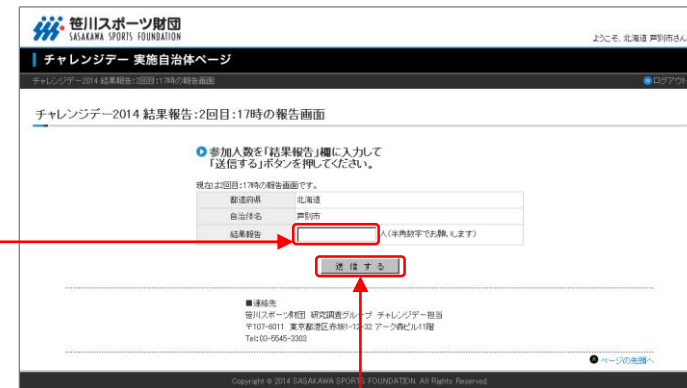 笹川スポーツ財団
SASAKAWA SPORTS FOUNDATION
ようこそ、北海道 芦別市さん
チャレンジデー 実施自治体ページ
チャレンジデー2014 結果報告:2回目:17時の報告画面
ログアウト
チャレンジデー2014 結果報告:2回目:17時の報告画面
参加人数を「結果報告」欄に入力して
「送信する」ボタンを押してください。
現在は2回目:17時の報告画面です。
都道府県 北海道
自治体名 芦別市
結果報告 人(半角数字でお願いします)
送信する
■連絡先
笹川スポーツ財団 研究調査グループ チャレンジデー担当
〒107-6011 東京都港区赤坂1-12-32 アーク森ビル11階
Tel:03-5545-3303
ページの先頭へ
Copyright © 2014 SASAKAWA SPORTS FOUNDATION. All Rights Reserved.